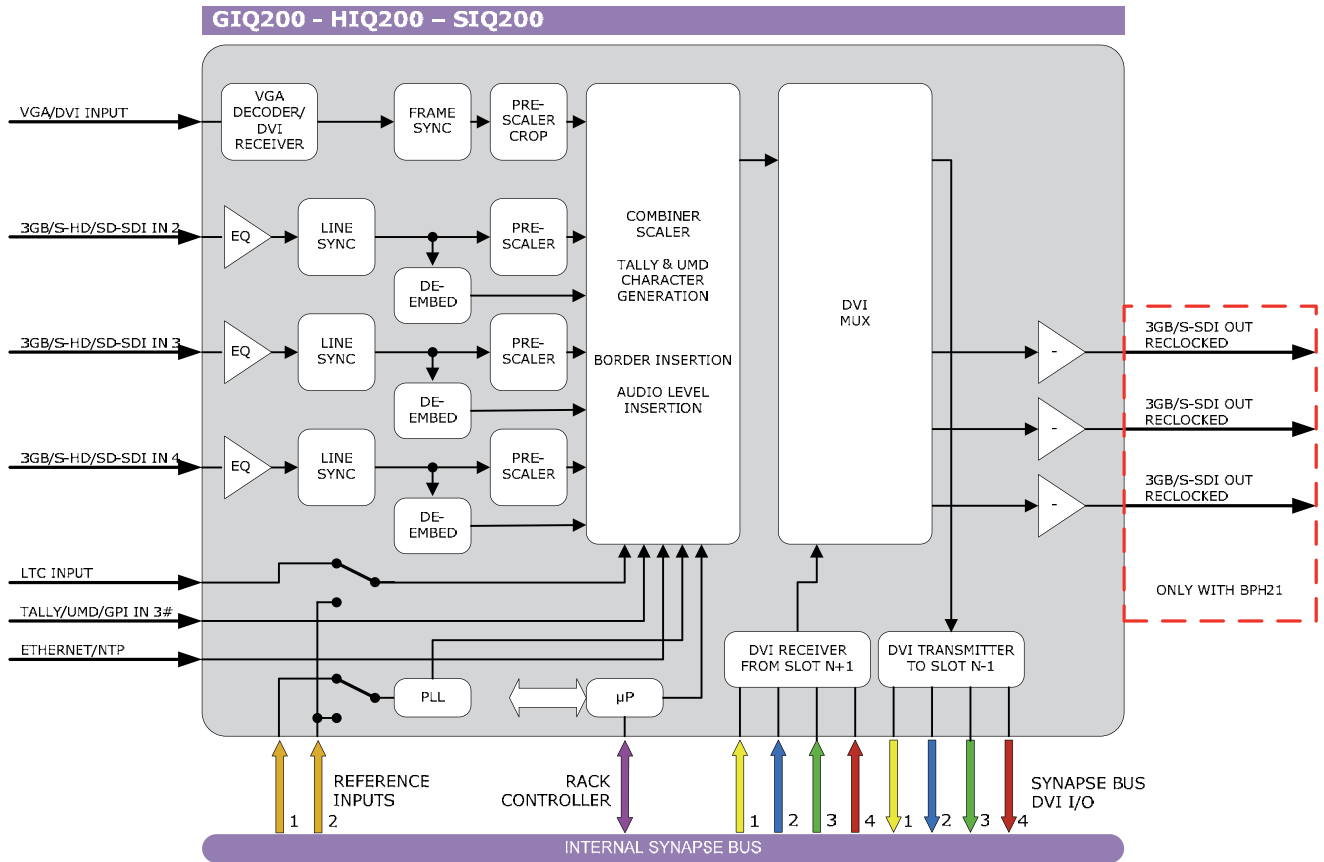 GIQ200 - HIQ200 – SIQ200
VGA/DVI INPUT
VGA
DECODER/
DVI
RECEIVER
FRAME
SYNC
PRE-
SCALER
CROP
3GB/S-HD/SD-SDI IN 2
EQ
LINE
SYNC
PRE-
SCALER
DE-
EMBED
3GB/S-HD/SD-SDI IN 3
EQ
LINE
SYNC
PRE-
SCALER
DE-
EMBED
3GB/S-HD/SD-SDI IN 4
EQ
LINE
SYNC
PRE-
SCALER
DE-
EMBED
COMBINER
SCALER
TALLY & UMD
CHARACTER
GENERATION
BORDER INSERTION
AUDIO LEVEL
INSERTION
DVI
MUX
-
3GB/S-SDI OUT
RECLOCKED
-
3GB/S-SDI OUT
RECLOCKED
-
3GB/S-SDI OUT
RECLOCKED
ONLY WITH BPH21
LTC INPUT
TALLY/UMD/GPI IN 3#
ETHERNET/NTP
PLL
µP
DVI RECEIVER
FROM SLOT N+1
DVI TRANSMITTER
TO SLOT N-1
REFERENCE
INPUTS
1
2
RACK
CONTROLLER
1
2
3
4
1
2
3
4
SYNAPSE BUS
DVI I/O
INTERNAL SYNAPSE BUS